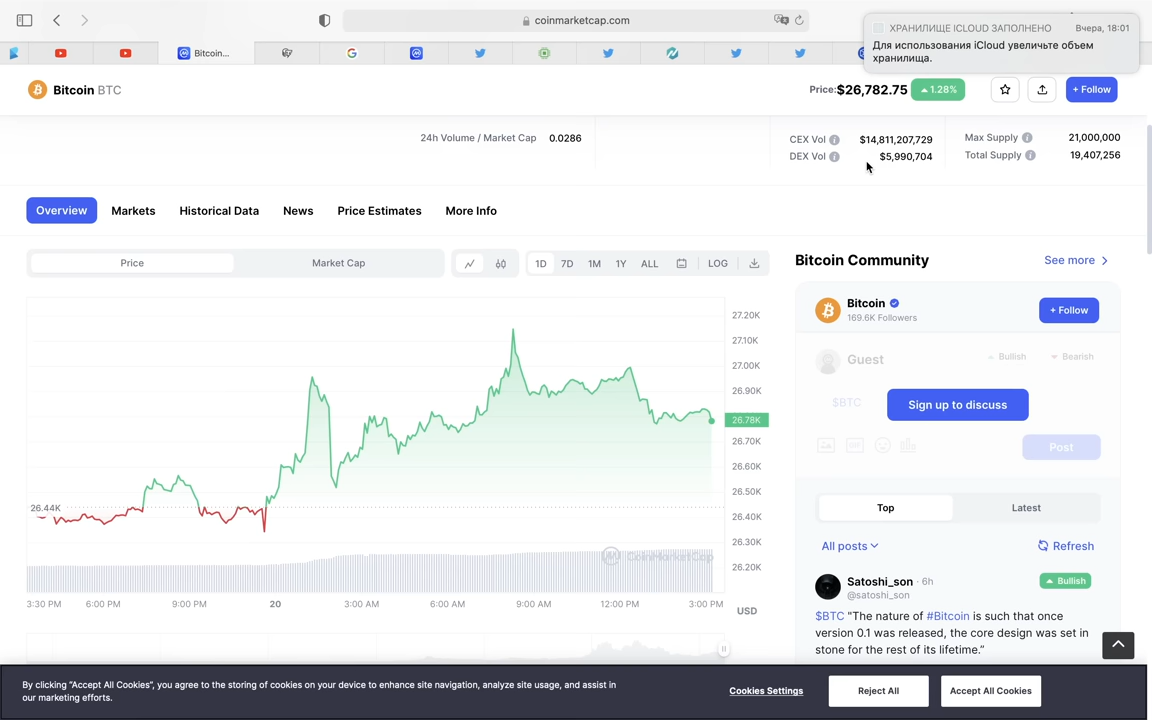 coinmarketcap.com
ХРАНИЛИЩЕ ICLOUD ЗАПОЛНЕНО
Вчера, 18:01
Для использования iCloud увеличьте объем
хранилища.
Bitcoin...
Bitcoin BTC
Price:$26,782.75
1.28%
+ Follow
24h Volume / Market Cap 0.0286
CEX Vol $14,811,207,729
DEX Vol $5,990,704
Max Supply 21,000,000
Total Supply 19,407,256
Overview
Markets
Historical Data
News
Price Estimates
More Info
Price
Market Cap
1D
7D
1M
1Y
ALL
LOG
27.20K
27.10K
27.00K
26.90K
26.78K
26.70K
26.60K
26.50K
26.40K
26.30K
26.20K
26.44K
CoinMarketCap
3:30 PM
6:00 PM
9:00 PM
20
3:00 AM
6:00 AM
9:00 AM
12:00 PM
3:00 PM
USD
Bitcoin Community
See more
Bitcoin
169.6K Followers
+ Follow
Guest
Bullish
Bearish
$BTC
Sign up to discuss
Post
Top
Latest
All posts
Refresh
Satoshi_son · 6h
@satoshi_son
Bullish
$BTC "The nature of #Bitcoin is such that once
version 0.1 was released, the core design was set in
stone for the rest of its lifetime.”
By clicking “Accept All Cookies”, you agree to the storing of cookies on your device to enhance site navigation, analyze site usage, and assist in
our marketing efforts.
Cookies Settings
Reject All
Accept All Cookies